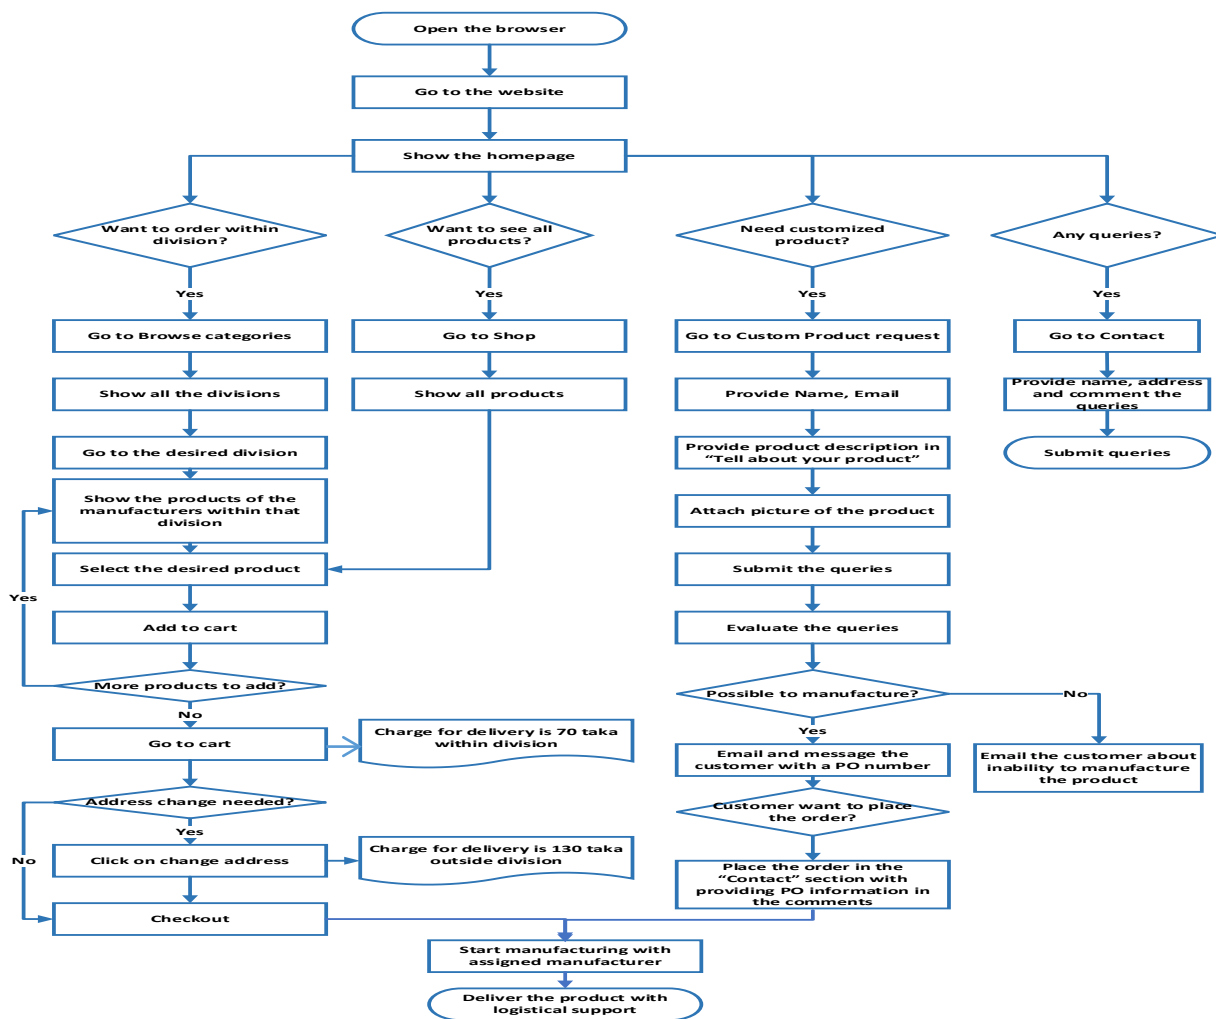 Open the browser
Go to the website
Show the homepage
Want to order within
division?
Want to see all
products?
Need customized
product?
Any queries?
Yes
Yes
Yes
Yes
Go to Browse categories
Go to Shop
Go to Custom Product request
Go to Contact
Show all the divisions
Show all products
Provide Name, Email
Provide name, address
and comment the
queries
Go to the desired division
Provide product description in
“Tell about your product”
Submit queries
Show the products of the
manufacturers within that
division
Attach picture of the product
Select the desired product
Submit the queries
Yes
Add to cart
Evaluate the queries
More products to add?
Possible to manufacture?
No
No
Yes
Go to cart
Charge for delivery is 70 taka
within division
Email and message the
customer with a PO number
Email the customer about
inability to manufacture
the product
Address change needed?
Customer want to place
the order?
Yes
No
Click on change address
Charge for delivery is 130 taka
outside division
Place the order in the
“Contact” section with
providing PO information in
the comments
Checkout
Start manufacturing with
assigned manufacturer
Deliver the product with
logistical support